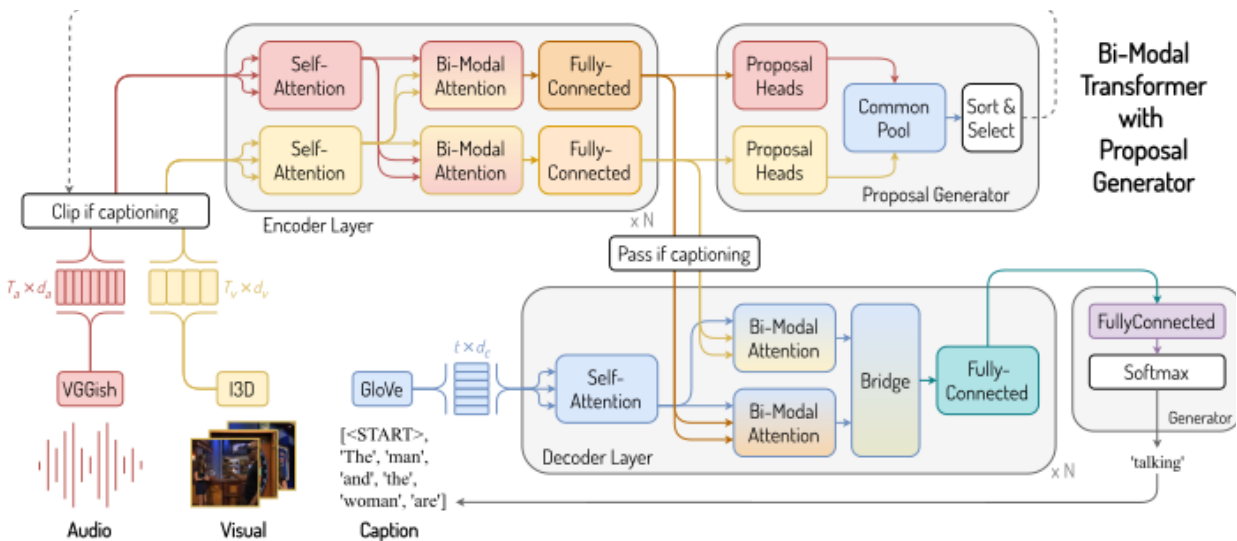 Bi-Modal
Transformer
with
Proposal
Generator
Self-
Attention
Bi-Modal
Attention
Fully-
Connected
Self-
Attention
Bi-Modal
Attention
Fully-
Connected
Encoder Layer
x N
Proposal
Heads
Common
Pool
Sort &
Select
Proposal
Heads
Proposal Generator
Clip if captioning
Pass if captioning
T_a × d_a
T_v × d_v
VGGish
I3D
Audio
Visual
GloVe
t × d_c
[<START>,
'The', 'man',
'and', 'the',
'woman', 'are']
Caption
Self-
Attention
Bi-Modal
Attention
Bi-Modal
Attention
Bridge
Fully-
Connected
Decoder Layer
x N
FullyConnected
Softmax
Generator
'talking'